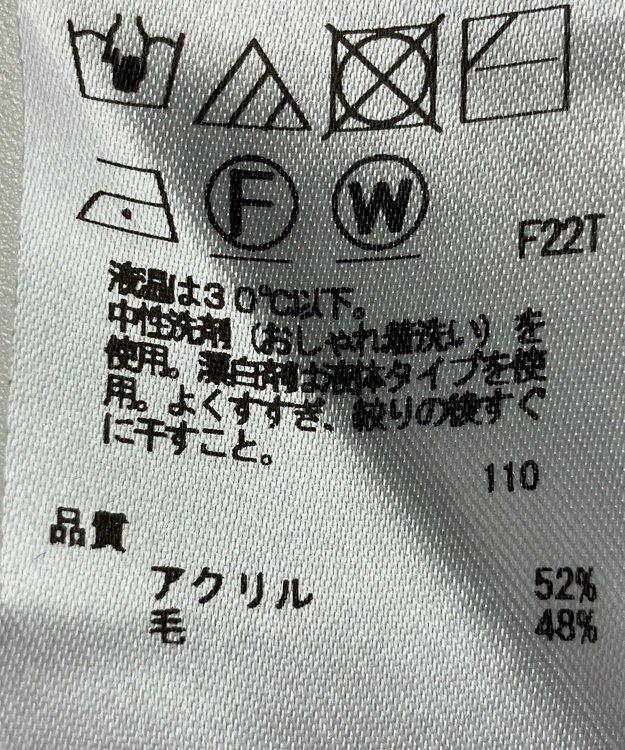 F W
F22T
液温は30℃以下。
中性洗剤（おしゃれ着洗い）を
使用。漂白剤は液体タイプを使
用。よくすすぎ、絞りの後すぐ
に干すこと。
110
品質
アクリル 52%
毛 48%